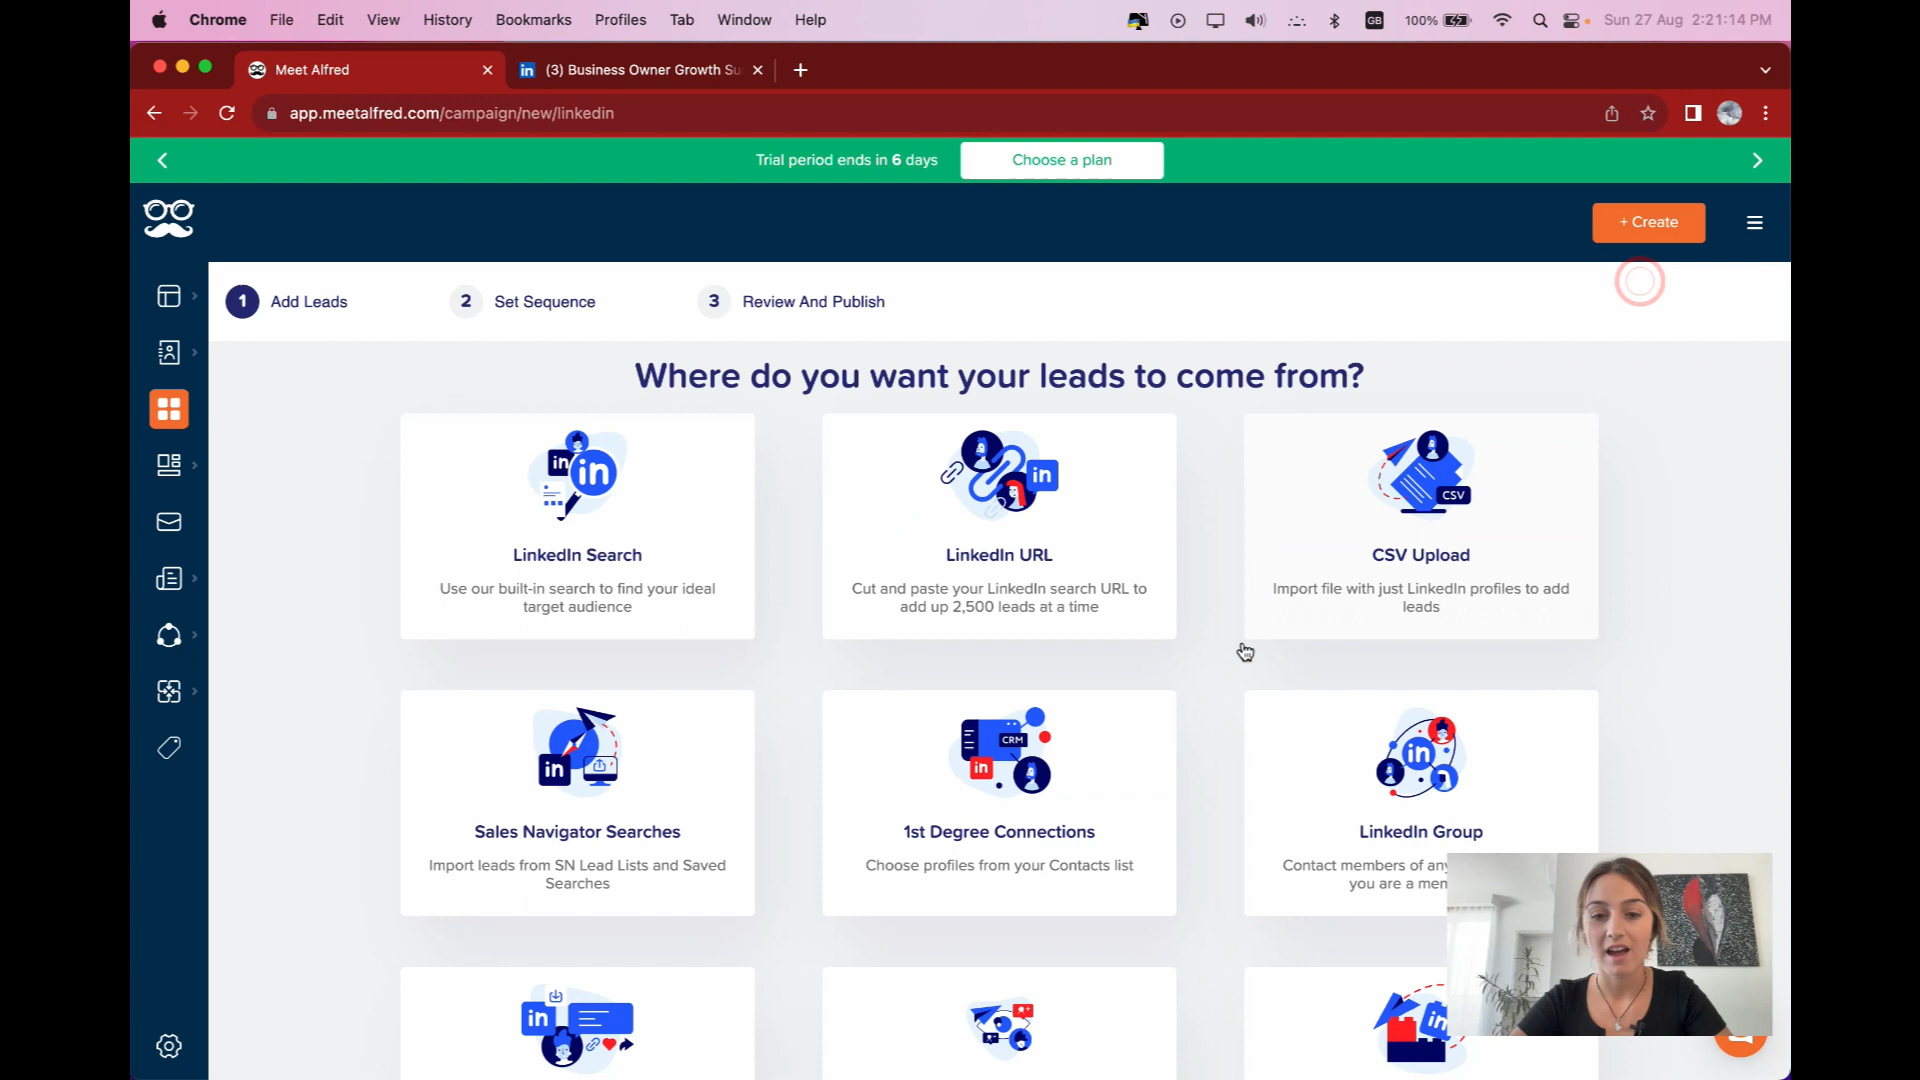 Chrome File Edit View History Bookmarks Profiles Tab Window Help
GB 100% Sun 27 Aug 2:21:14 PM
Meet Alfred
in (3) Business Owner Growth Su
app.meetalfred.com/campaign/new/linkedin
Trial period ends in 6 days
Choose a plan
+ Create
1 Add Leads
2 Set Sequence
3 Review And Publish
Where do you want your leads to come from?
in in
in
CSV
LinkedIn Search
Use our built-in search to find your ideal
target audience
LinkedIn URL
Cut and paste your LinkedIn search URL to
add up 2,500 leads at a time
CSV Upload
Import file with just LinkedIn profiles to add
leads
in
CRM
in
in
Sales Navigator Searches
Import leads from SN Lead Lists and Saved
Searches
1st Degree Connections
Choose profiles from your Contacts list
LinkedIn Group
Contact members of any
you are a mem
in
in